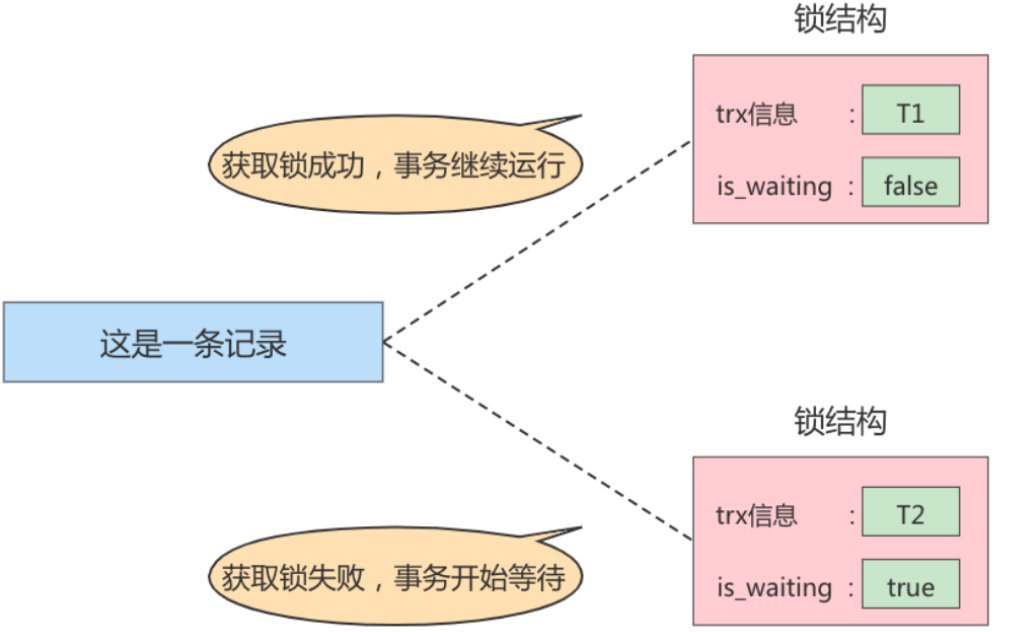 锁结构
trx信息 : T1
is_waiting : false
获取锁成功，事务继续运行
这是一条记录
锁结构
trx信息 : T2
is_waiting : true
获取锁失败，事务开始等待